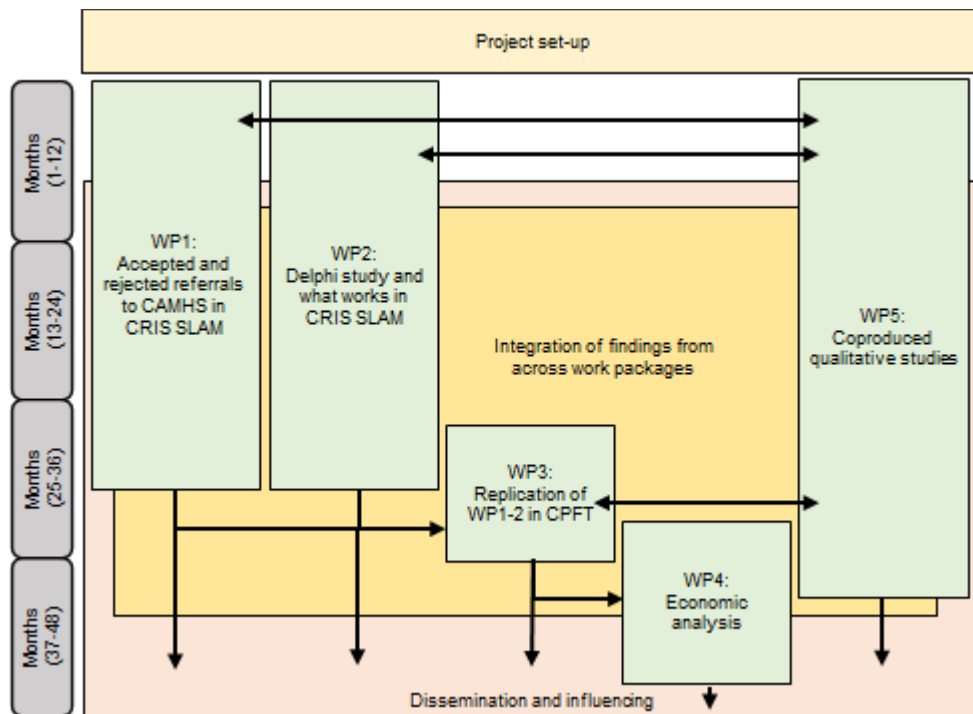 Project set-up
Months
(1-12)
Months
(13-24)
Months
(25-36)
Months
(37-48)
WP1:
Accepted and
rejected referrals
to CAMHS in
CRIS SLAM
WP2:
Delphi study and
what works in
CRIS SLAM
WP5:
Coproduced
qualitative studies
Integration of findings from
across work packages
WP3:
Replication of
WP1-2 in CPFT
WP4:
Economic
analysis
Dissemination and influencing